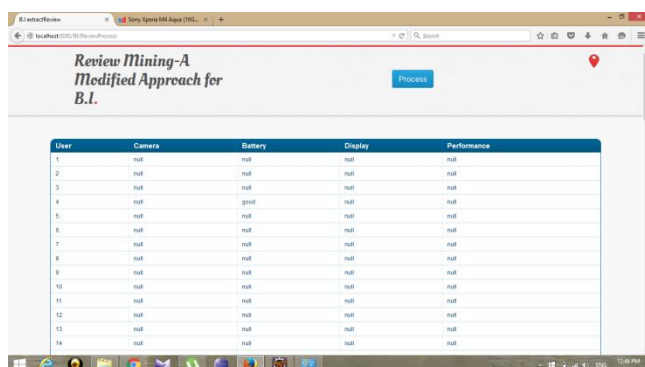 B.I extractReview
Sony Xperia M4 Aqua (16G...
localhost:8080/BI/ReviewProcess
Search
Review Mining-A
Modified Approach for
B.I.
Process
User Camera Battery Display Performance
1 null null null null
2 null null null null
3 null null null null
4 null good null null
5 null null null null
6 null null null null
7 null null null null
8 null null null null
9 null null null null
10 null null null null
11 null null null null
12 null null null null
13 null null null null
14 null null null null
ENG 12:46 PM